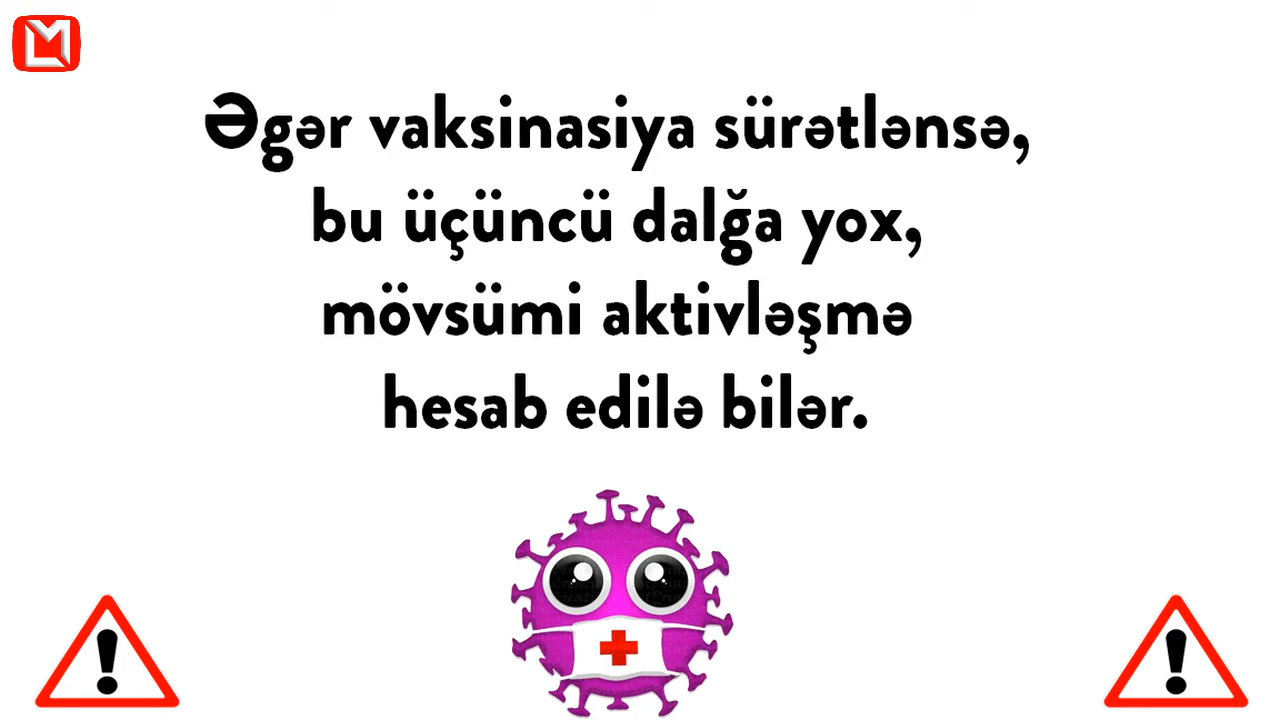 Əgər vaksinasiya sürətlənsə,
bu üçüncü dalğa yox,
mövsümi aktivləşmə
hesab edilə bilər.